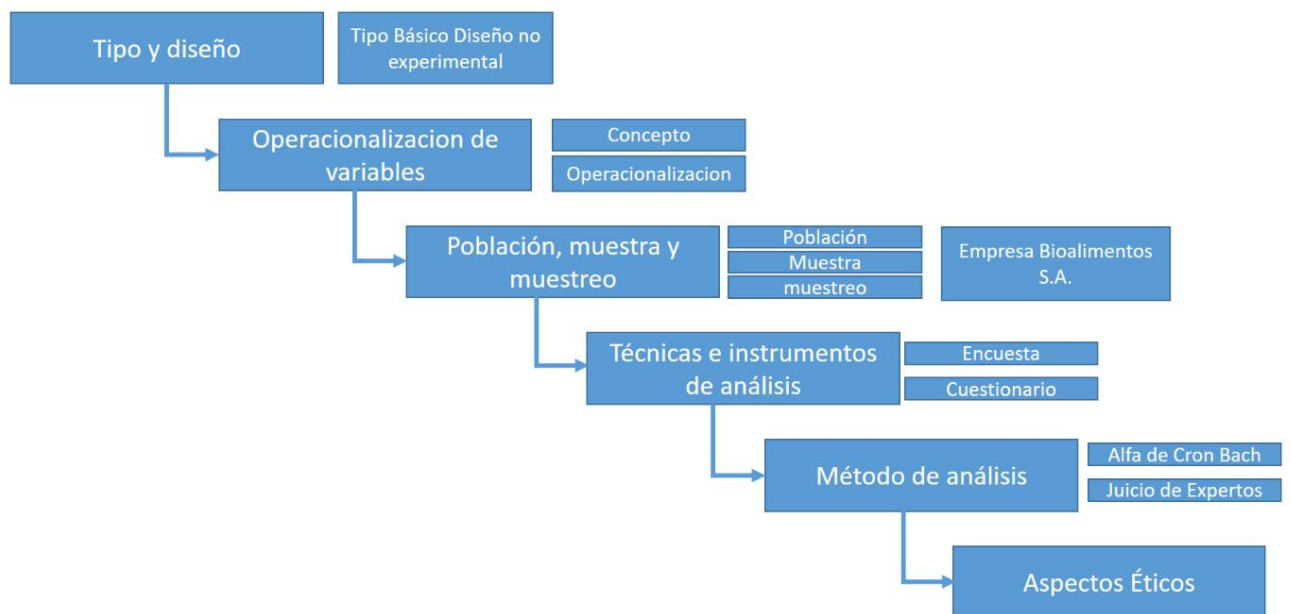 Tipo y diseño
Tipo Básico Diseño no
experimental
Operacionalizacion de
variables
Concepto
Operacionalizacion
Población, muestra y
muestreo
Población
Muestra
muestreo
Empresa Bioalimentos
S.A.
Técnicas e instrumentos
de análisis
Encuesta
Cuestionario
Método de análisis
Alfa de Cron Bach
Juicio de Expertos
Aspectos Éticos